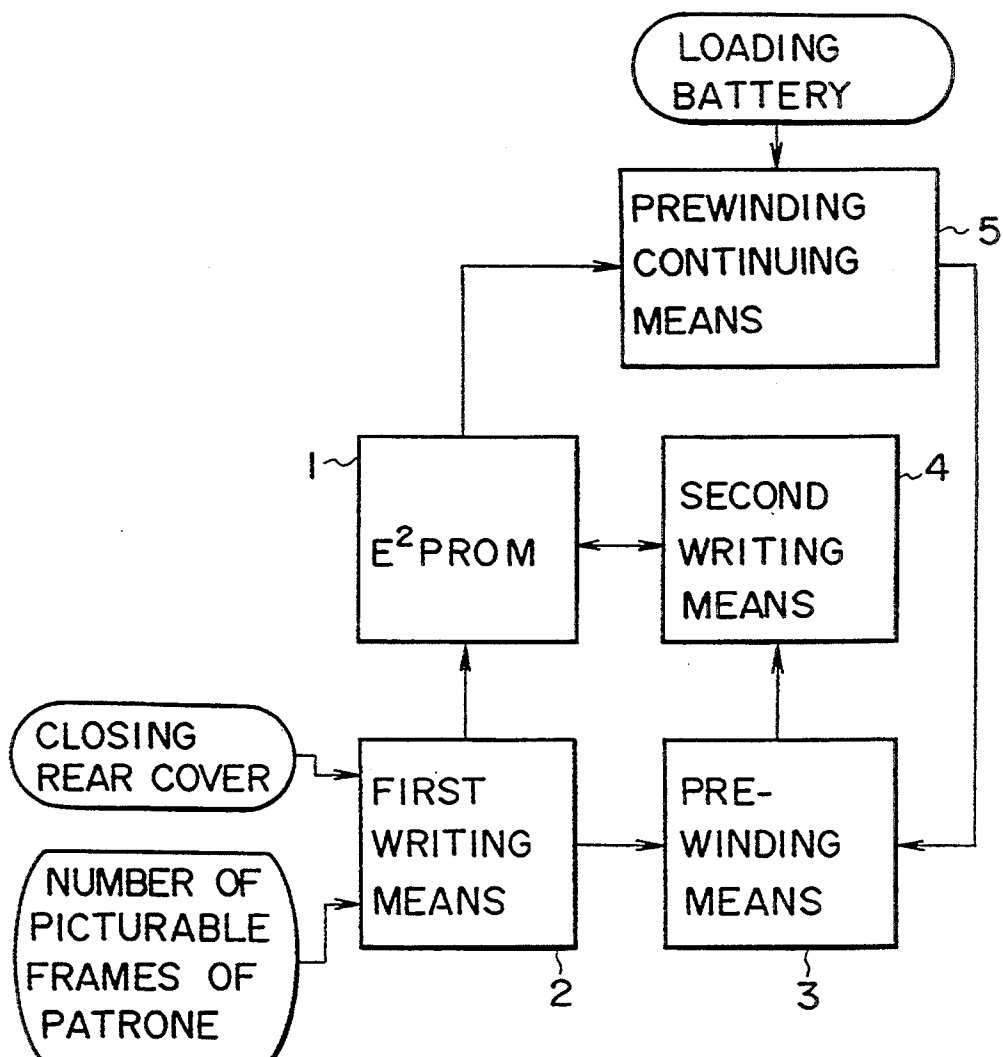 LOADING
BATTERY
PREWINDING
CONTINUING
MEANS
5
1
E²PROM
SECOND
WRITING
MEANS
4
CLOSING
REAR COVER
FIRST
WRITING
MEANS
2
PRE-
WINDING
MEANS
3
NUMBER OF
PICTURABLE
FRAMES OF
PATRONE